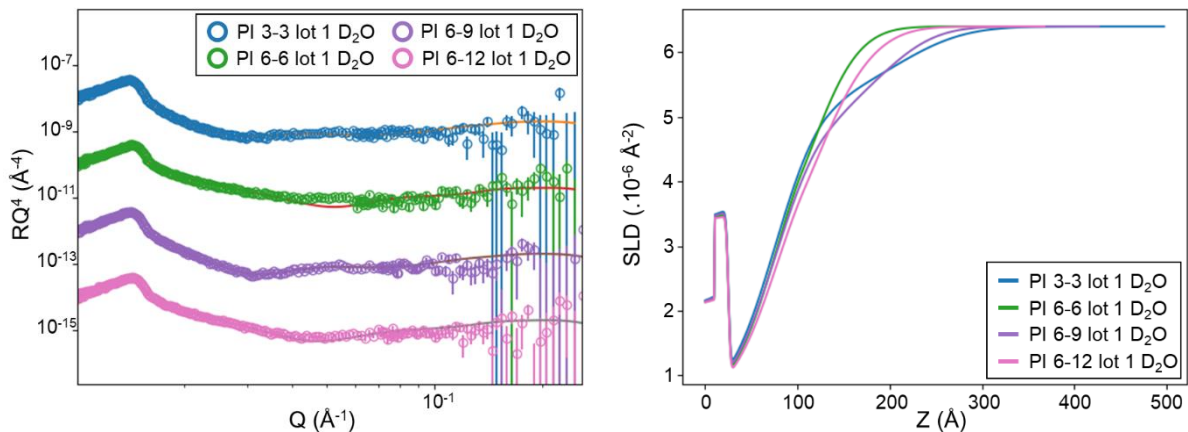 PI 3-3 lot 1 D₂O PI 6-9 lot 1 D₂O
PI 6-6 lot 1 D₂O PI 6-12 lot 1 D₂O
10⁻⁷
10⁻⁹
10⁻¹¹
10⁻¹³
10⁻¹⁵
RQ⁴ (Å⁻⁴)
10⁻¹
Q (Å⁻¹)
6
5
4
3
2
1
SLD (.10⁻⁶ Å⁻²)
PI 3-3 lot 1 D₂O
PI 6-6 lot 1 D₂O
PI 6-9 lot 1 D₂O
PI 6-12 lot 1 D₂O
0 100 200 300 400 500
Z (Å)